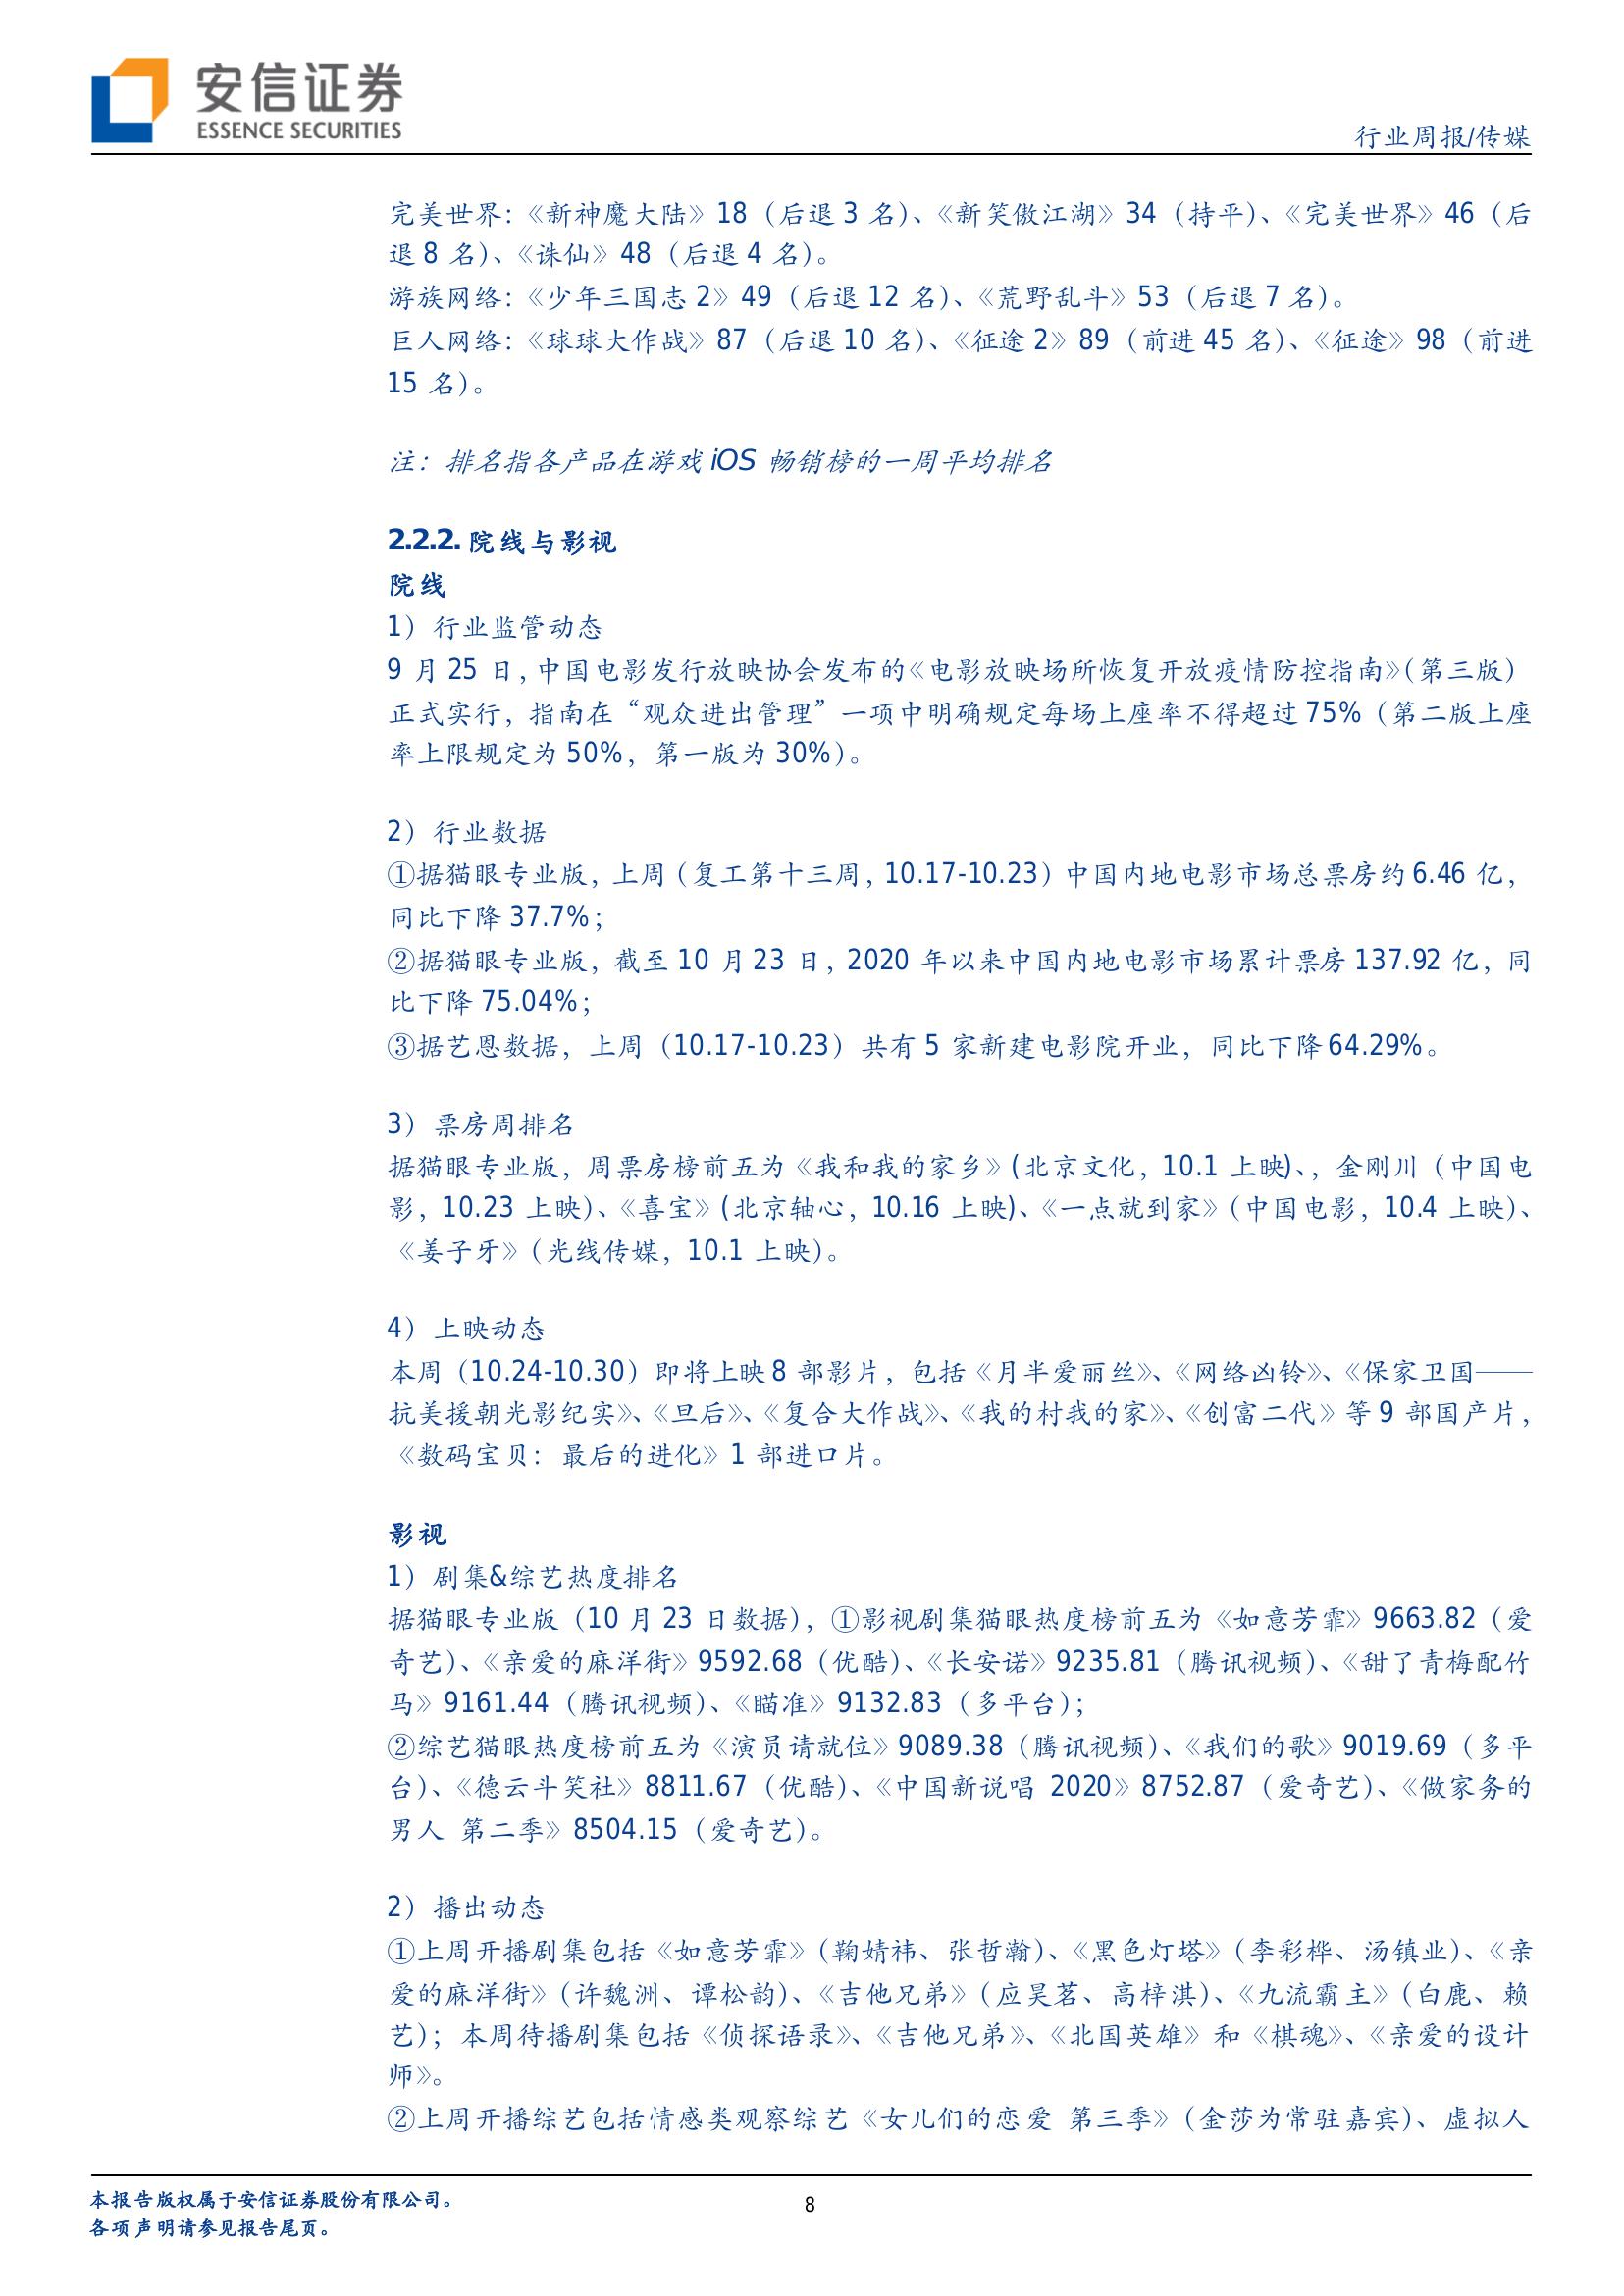 安信证券
ESSENCE SECURITIES
行业周报/传媒
完美世界：《新神魔大陆》18（后退 3 名）、《新笑傲江湖》34（持平）、《完美世界》46（后
退 8 名）、《诛仙》48（后退 4 名）。
游族网络：《少年三国志 2》49（后退 12 名）、《荒野乱斗》53（后退 7 名）。
巨人网络：《球球大作战》87（后退 10 名）、《征途 2》89（前进 45 名）、《征途》98（前进
15 名）。
注：排名指各产品在游戏 iOS 畅销榜的一周平均排名
2.2.2. 院线与影视
院线
1）行业监管动态
9 月 25 日，中国电影发行放映协会发布的《电影放映场所恢复开放疫情防控指南》（第三版）
正式实行，指南在“观众进出管理”一项中明确规定每场上座率不得超过 75%（第二版上座
率上限规定为 50%，第一版为 30%）。
2）行业数据
①据猫眼专业版，上周（复工第十三周，10.17-10.23）中国内地电影市场总票房约 6.46 亿，
同比下降 37.7%；
②据猫眼专业版，截至 10 月 23 日，2020 年以来中国内地电影市场累计票房 137.92 亿，同
比下降 75.04%；
③据艺恩数据，上周（10.17-10.23）共有 5 家新建电影院开业，同比下降 64.29%。
3）票房周排名
据猫眼专业版，周票房榜前五为《我和我的家乡》(北京文化，10.1 上映)、，金刚川（中国电
影，10.23 上映）、《喜宝》(北京轴心，10.16 上映)、《一点就到家》（中国电影，10.4 上映）、
《姜子牙》（光线传媒，10.1 上映）。
4）上映动态
本周（10.24-10.30）即将上映 8 部影片，包括《月半爱丽丝》、《网络凶铃》、《保家卫国——
抗美援朝光影纪实》、《旦后》、《复合大作战》、《我的村我的家》、《创富二代》等 9 部国产片，
《数码宝贝：最后的进化》1 部进口片。
影视
1）剧集&综艺热度排名
据猫眼专业版（10 月 23 日数据），①影视剧集猫眼热度榜前五为《如意芳霏》9663.82（爱
奇艺）、《亲爱的麻洋街》9592.68（优酷）、《长安诺》9235.81（腾讯视频）、《甜了青梅配竹
马》9161.44（腾讯视频）、《瞄准》9132.83（多平台）；
②综艺猫眼热度榜前五为《演员请就位》9089.38（腾讯视频）、《我们的歌》9019.69（多平
台）、《德云斗笑社》8811.67（优酷）、《中国新说唱 2020》8752.87（爱奇艺）、《做家务的
男人 第二季》8504.15（爱奇艺）。
2）播出动态
①上周开播剧集包括《如意芳霏》（鞠婧祎、张哲瀚）、《黑色灯塔》（李彩桦、汤镇业）、《亲
爱的麻洋街》（许魏洲、谭松韵）、《吉他兄弟》（应昊茗、高梓淇）、《九流霸主》（白鹿、赖
艺）；本周待播剧集包括《侦探语录》、《吉他兄弟》、《北国英雄》和《棋魂》、《亲爱的设计
师》。
②上周开播综艺包括情感类观察综艺《女儿们的恋爱 第三季》（金莎为常驻嘉宾）、虚拟人
本报告版权属于安信证券股份有限公司。
各项声明请参见报告尾页。
8